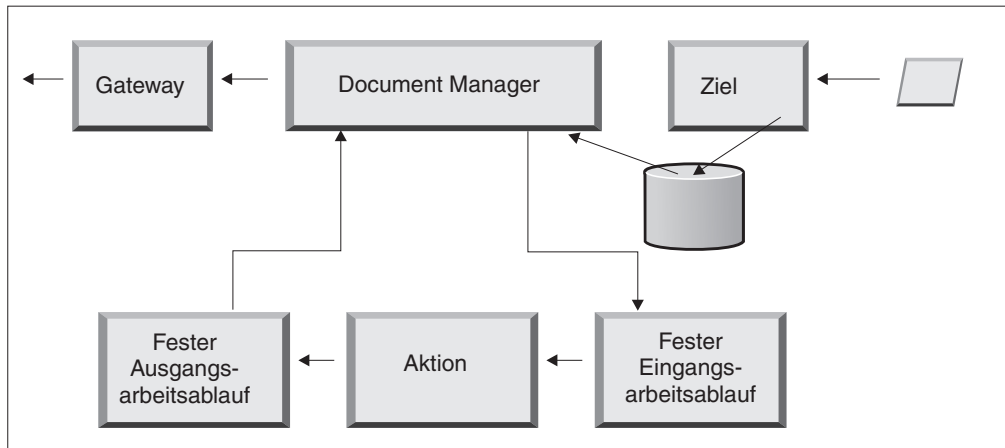 Gateway
Document Manager
Ziel
Fester
Ausgangs-
arbeitsablauf
Aktion
Fester
Eingangs-
arbeitsablauf